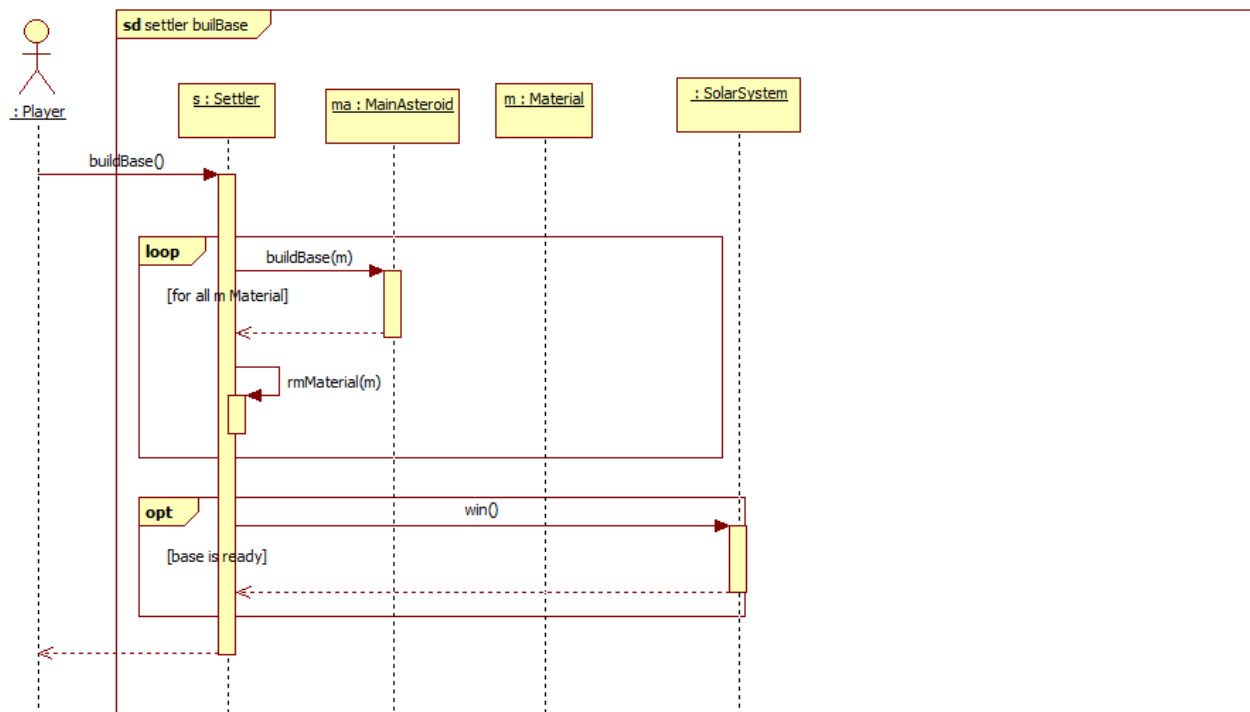 sd settler builBase
: Player
s : Settler
ma : MainAsteroid
m : Material
: SolarSystem
buildBase()
loop
buildBase(m)
[for all m Material]
rmMaterial(m)
opt
win()
[base is ready]